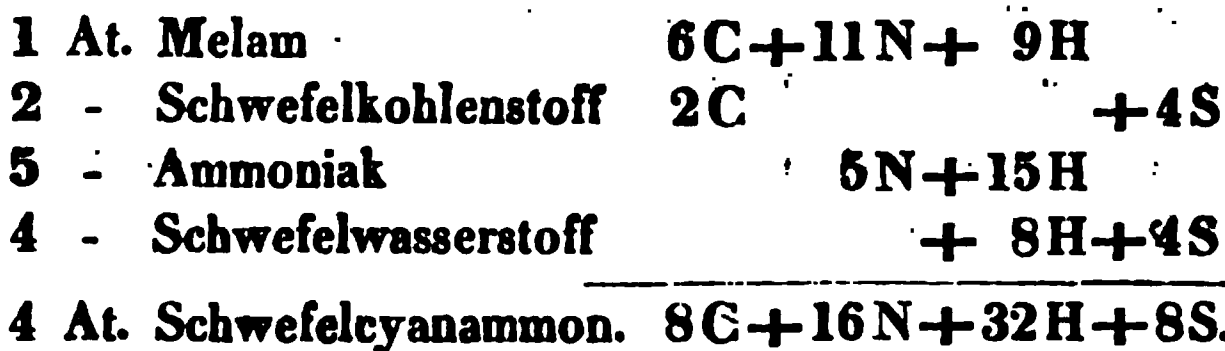 1 At. Melam 6C+11N+ 9H
2 - Schwefelkohlenstoff 2C +4S
5 - Ammoniak 5N+15H
4 - Schwefelwasserstoff + 8H+4S
4 At. Schwefelcyanammon. 8C+16N+32H+8S.